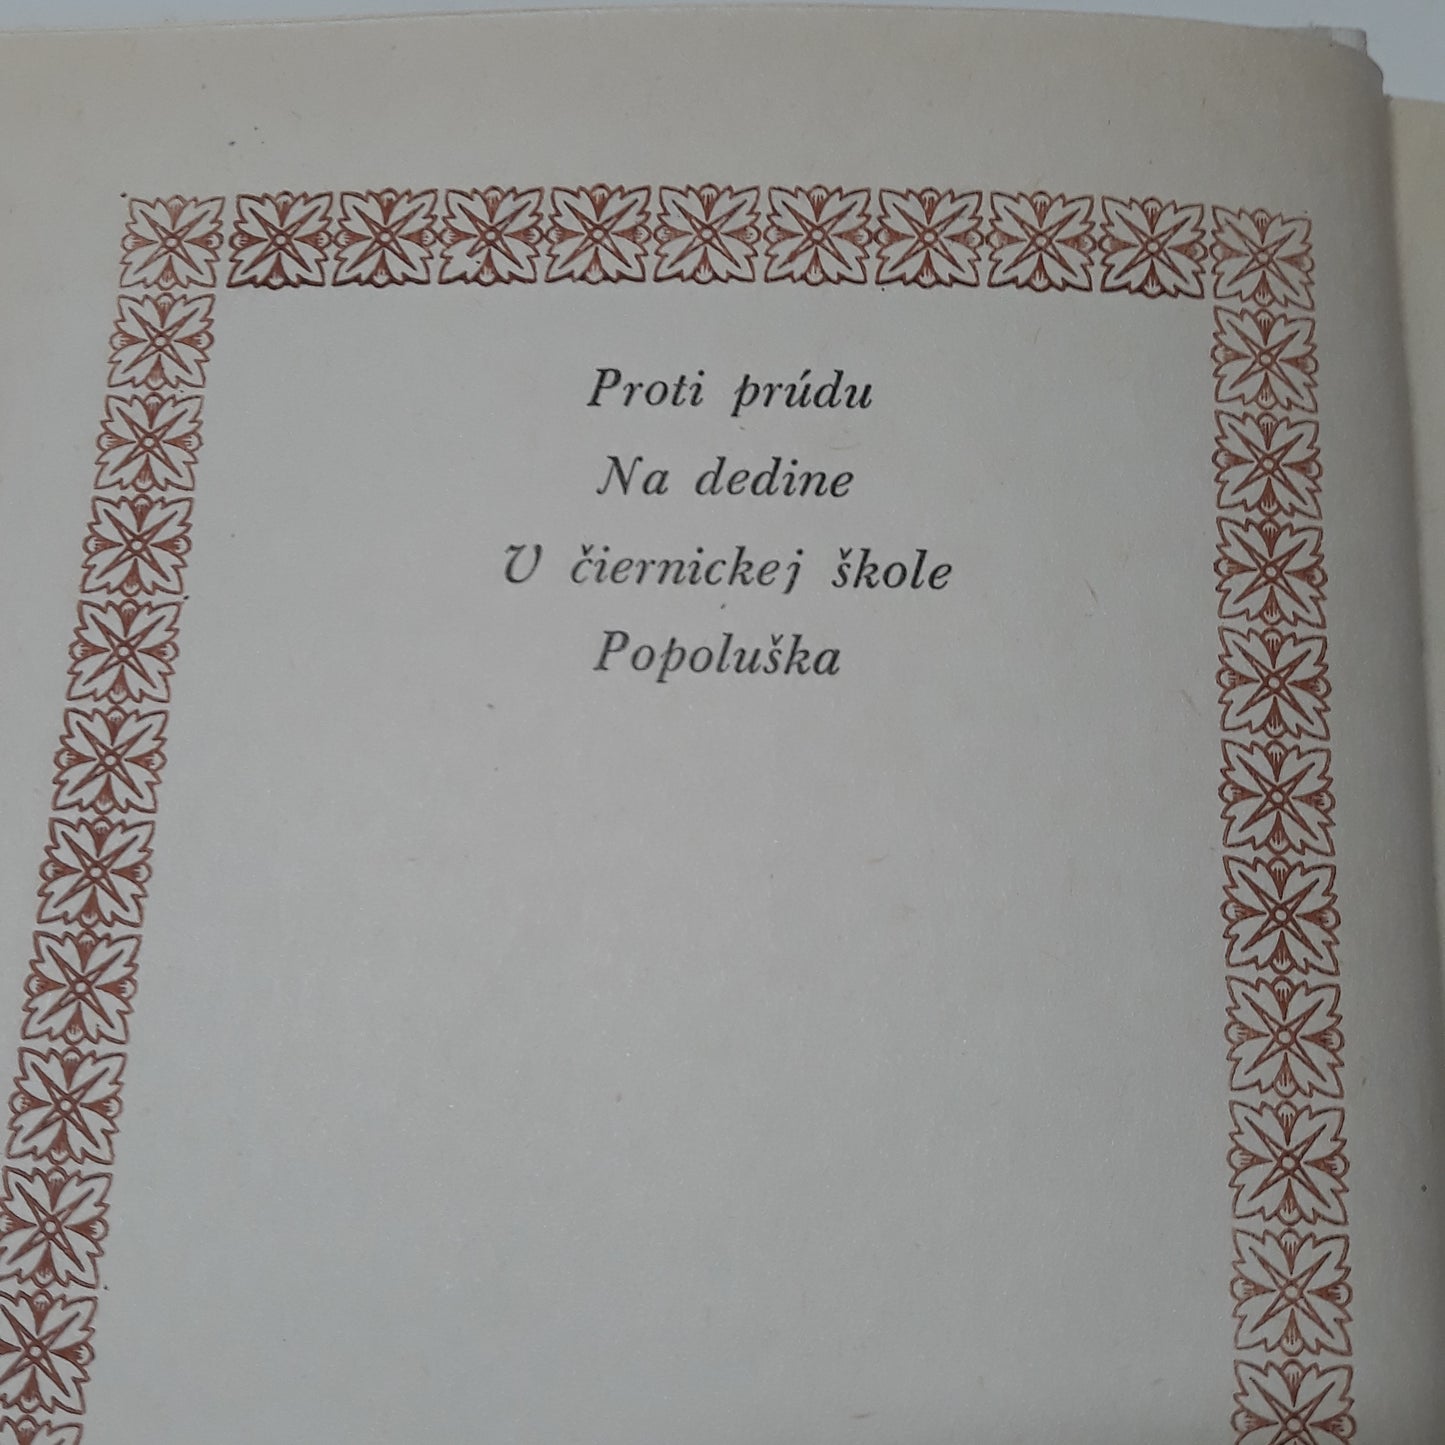 Proti prúdu
Na dedine
V čiernickej škole
Popoluška